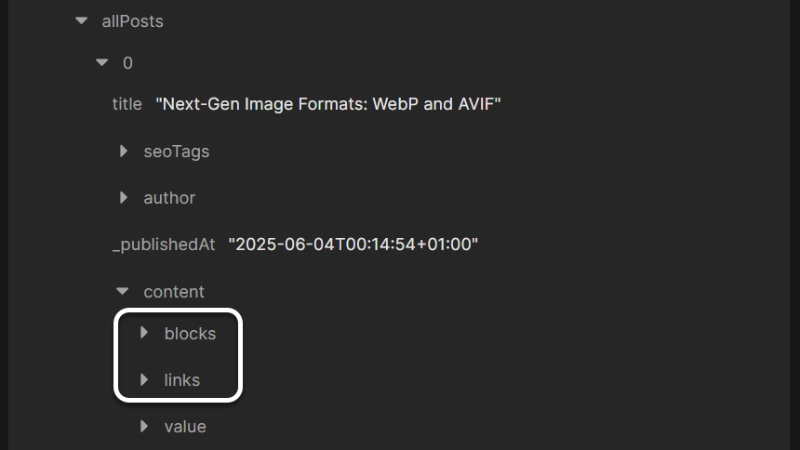 allPosts
0
title "Next-Gen Image Formats: WebP and AVIF"
seoTags
author
_publishedAt "2025-06-04T00:14:54+01:00"
content
blocks
links
value